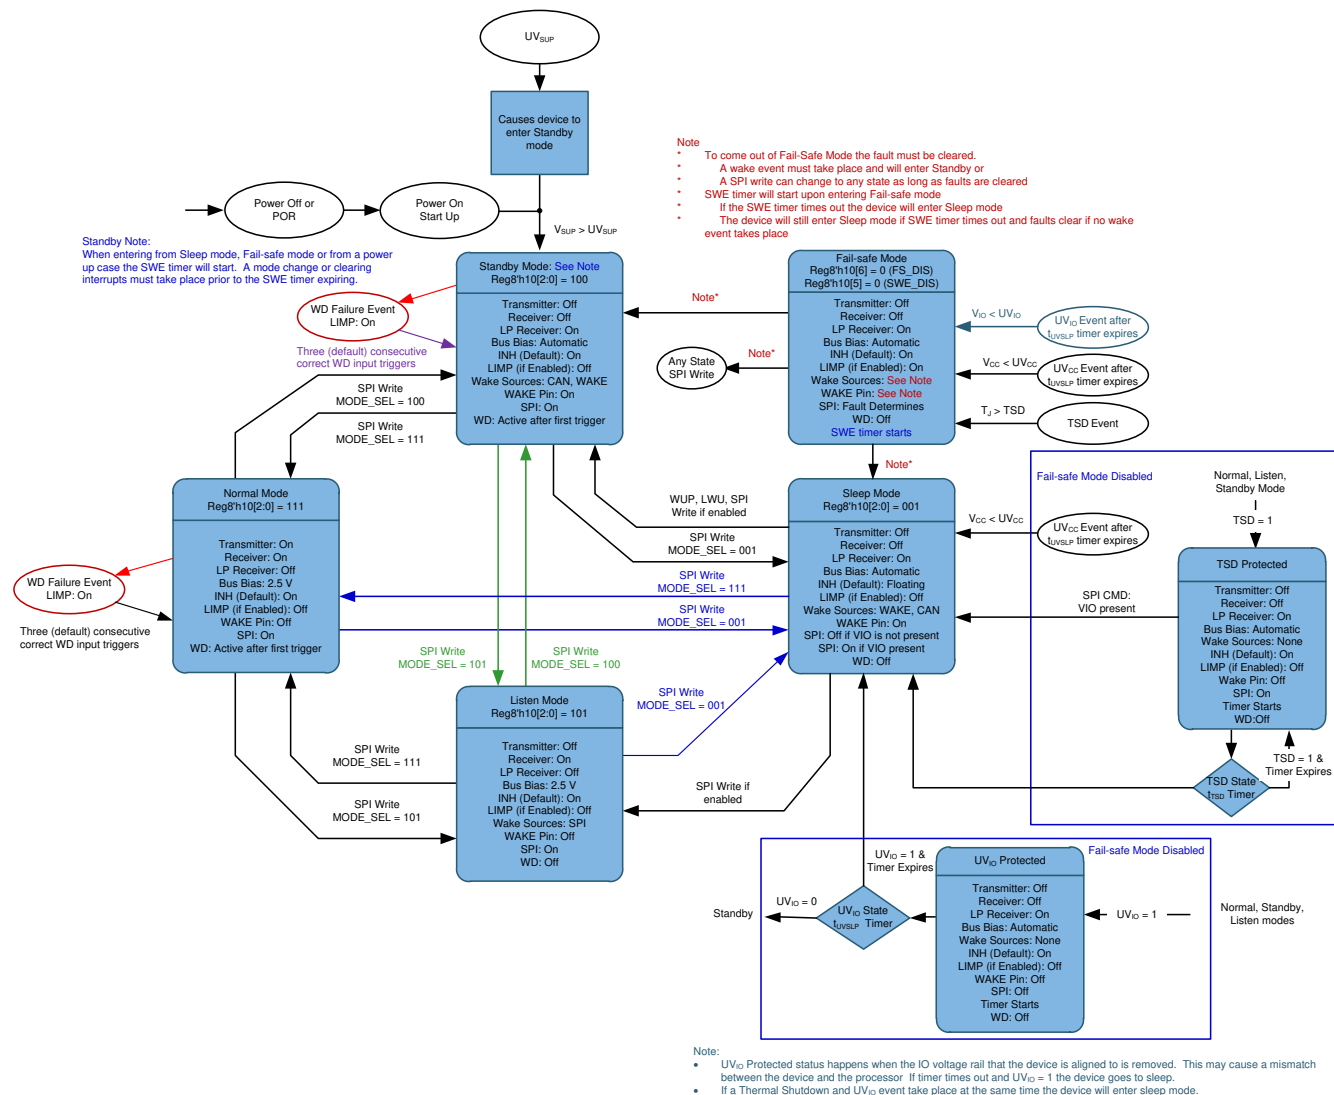 UVSUP
Causes device to
enter Standby
mode
Power Off or
POR
Power On
Start Up
VSUP > UVSUP
Note
* To come out of Fail-Safe Mode the fault must be cleared.
* A wake event must take place and will enter Standby or
* A SPI write can change to any state as long as faults are cleared
* SWE timer will start upon entering Fail-safe mode
* If the SWE timer times out the device will enter Sleep mode
* The device will still enter Sleep mode if SWE timer times out and faults clear if no wake
event takes place
Standby Note:
When entering from Sleep mode, Fail-safe mode or from a power
up case the SWE timer will start. A mode change or clearing
interrupts must take place prior to the SWE timer expiring.
Standby Mode: See Note
Reg8'h10[2:0] = 100
Transmitter: Off
Receiver: Off
LP Receiver: On
Bus Bias: Automatic
INH (Default): On
LIMP (if Enabled): Off
Wake Sources: CAN, WAKE
WAKE Pin: On
SPI: On
WD: Active after first trigger
WD Failure Event
LIMP: On
Three (default) consecutive
correct WD input triggers
SPI Write
MODE_SEL = 100
SPI Write
MODE_SEL = 111
Fail-safe Mode
Reg8'h10[6] = 0 (FS_DIS)
Reg8'h10[5] = 0 (SWE_DIS)
Transmitter: Off
Receiver: Off
LP Receiver: On
Bus Bias: Automatic
INH (Default): On
LIMP (if Enabled): On
Wake Sources: See Note
WAKE Pin: See Note
SPI: Fault Determines
WD: Off
SWE timer starts
Note*
Note*
Any State
SPI Write
VIO < UVIO
UVIO Event after
tUVSLP timer expires
VCC < UVCC
UVCC Event after
tUVSLP timer expires
TJ > TSD
TSD Event
Note*
Normal Mode
Reg8'h10[2:0] = 111
Transmitter: On
Receiver: On
LP Receiver: Off
Bus Bias: 2.5 V
INH (Default): On
LIMP (if Enabled): Off
WAKE Pin: Off
SPI: On
WD: Active after first trigger
WD Failure Event
LIMP: On
Three (default) consecutive
correct WD input triggers
WUP, LWU, SPI
Write if enabled
SPI Write
MODE_SEL = 001
SPI Write
MODE_SEL = 111
SPI Write
MODE_SEL = 001
Sleep Mode
Reg8'h10[2:0] = 001
Transmitter: Off
Receiver: Off
LP Receiver: On
Bus Bias: Automatic
INH (Default): Floating
LIMP (if Enabled): Off
Wake Sources: WAKE, CAN
WAKE Pin: On
SPI: Off if VIO is not present
SPI: On if VIO present
WD: Off
VCC < UVCC
UVCC Event after
tUVSLP timer expires
Fail-safe Mode Disabled
Normal, Listen,
Standby Mode
TSD = 1
TSD Protected
Transmitter: Off
Receiver: Off
LP Receiver: On
Bus Bias: Automatic
Wake Sources: None
INH (Default): On
LIMP (if Enabled): Off
Wake Pin: Off
SPI: On
Timer Starts
WD:Off
SPI CMD:
VIO present
TSD State
tTSD Timer
TSD = 1 &
Timer Expires
SPI Write
MODE_SEL = 101
SPI Write
MODE_SEL = 100
SPI Write
MODE_SEL = 001
Listen Mode
Reg8'h10[2:0] = 101
Transmitter: Off
Receiver: On
LP Receiver: Off
Bus Bias: 2.5 V
INH (Default): On
LIMP (if Enabled): Off
Wake Sources: SPI
WAKE Pin: Off
SPI: On
WD: Off
SPI Write
MODE_SEL = 111
SPI Write
MODE_SEL = 101
SPI Write if
enabled
Fail-safe Mode Disabled
UVIO Protected
Transmitter: Off
Receiver: Off
LP Receiver: On
Bus Bias: Automatic
Wake Sources: None
INH (Default): On
LIMP (if Enabled): Off
WAKE Pin: Off
SPI: Off
Timer Starts
WD: Off
UVIO = 1 &
Timer Expires
UVIO State
tUVSLP Timer
UVIO = 0
Standby
UVIO = 1
Normal, Standby,
Listen modes
Note:
• UVIO Protected status happens when the IO voltage rail that the device is aligned to is removed. This may cause a mismatch
between the device and the processor If timer times out and UVIO = 1 the device goes to sleep.
• If a Thermal Shutdown and UVIO event take place at the same time the device will enter sleep mode.